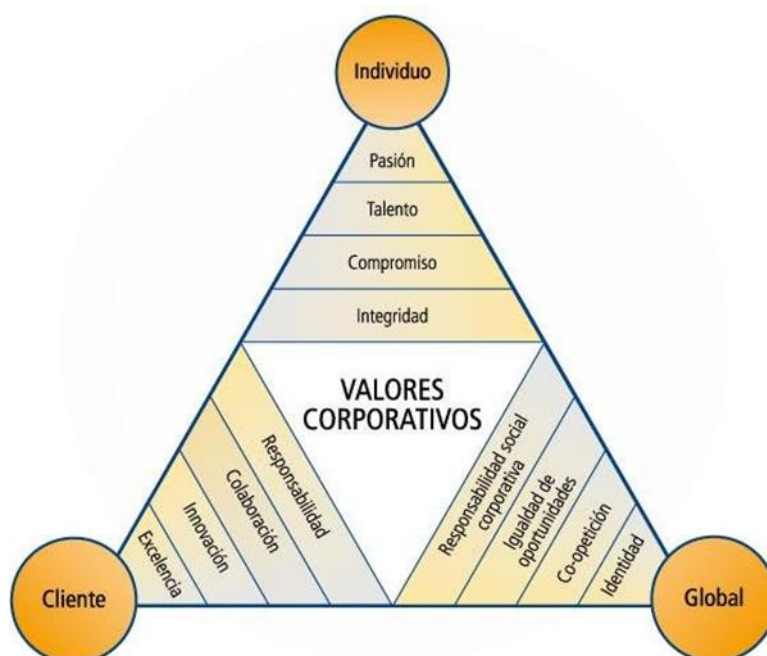 Individuo
Pasión
Talento
Compromiso
Integridad
VALORES
CORPORATIVOS
Responsabilidad
Colaboración
Innovación
Excelencia
Responsabilidad social
corporativa
Igualdad de
oportunidades
Co-opetición
Identidad
Cliente
Global